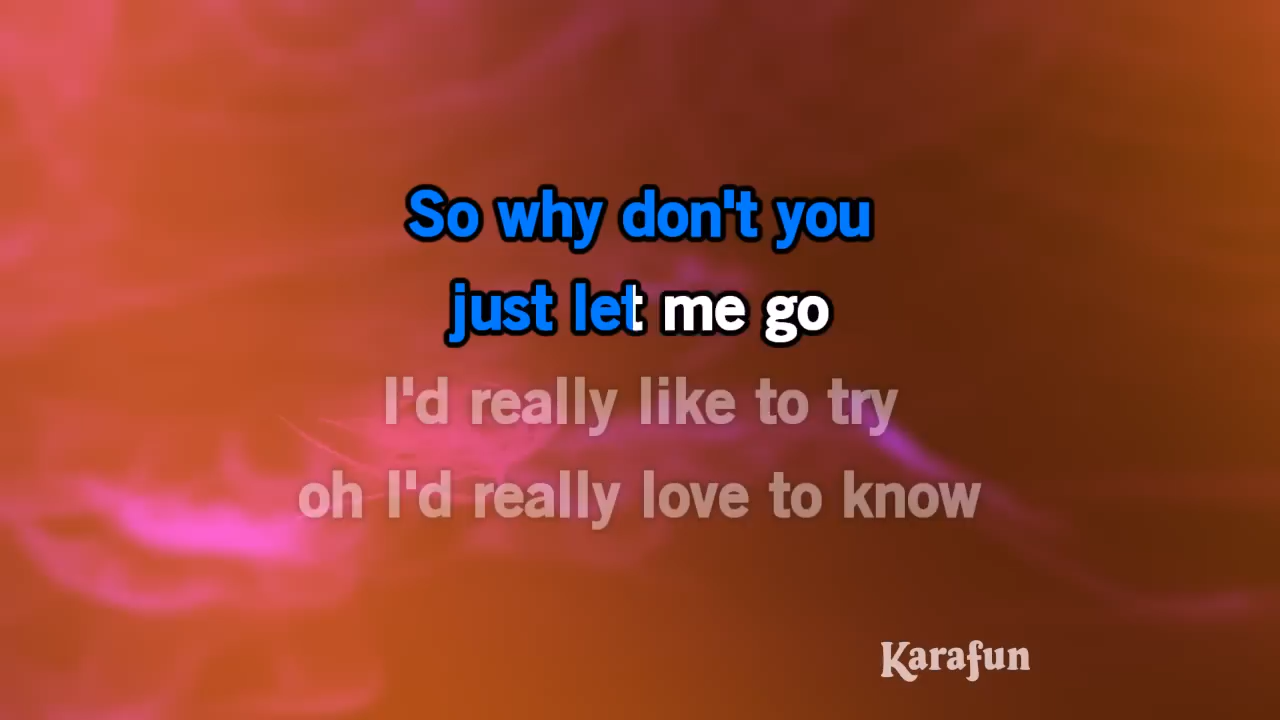 So why don't you
just let me go
I'd really like to try
oh I'd really love to know
Karafun